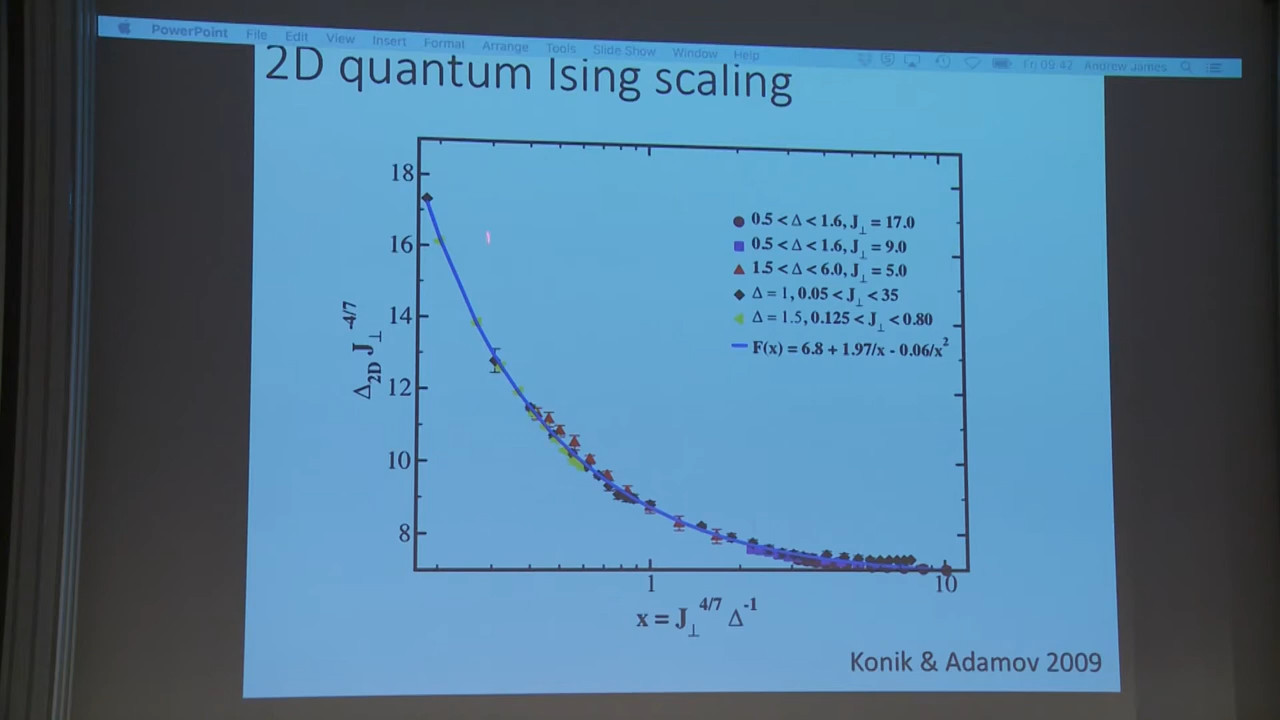 PowerPoint File Edit View Insert Format Arrange Tools Slide Show Window Help Fri 09:42 Andrew James
2D quantum Ising scaling
18
16
14
12
10
8
Δ2D J⊥^-4/7
0.5 < Δ < 1.6, J⊥ = 17.0
0.5 < Δ < 1.6, J⊥ = 9.0
1.5 < Δ < 6.0, J⊥ = 5.0
Δ = 1, 0.05 < J⊥ < 35
Δ = 1.5, 0.125 < J⊥ < 0.80
F(x) = 6.8 + 1.97/x - 0.06/x²
1 10
x = J⊥^4/7 Δ^-1
Konik & Adamov 2009